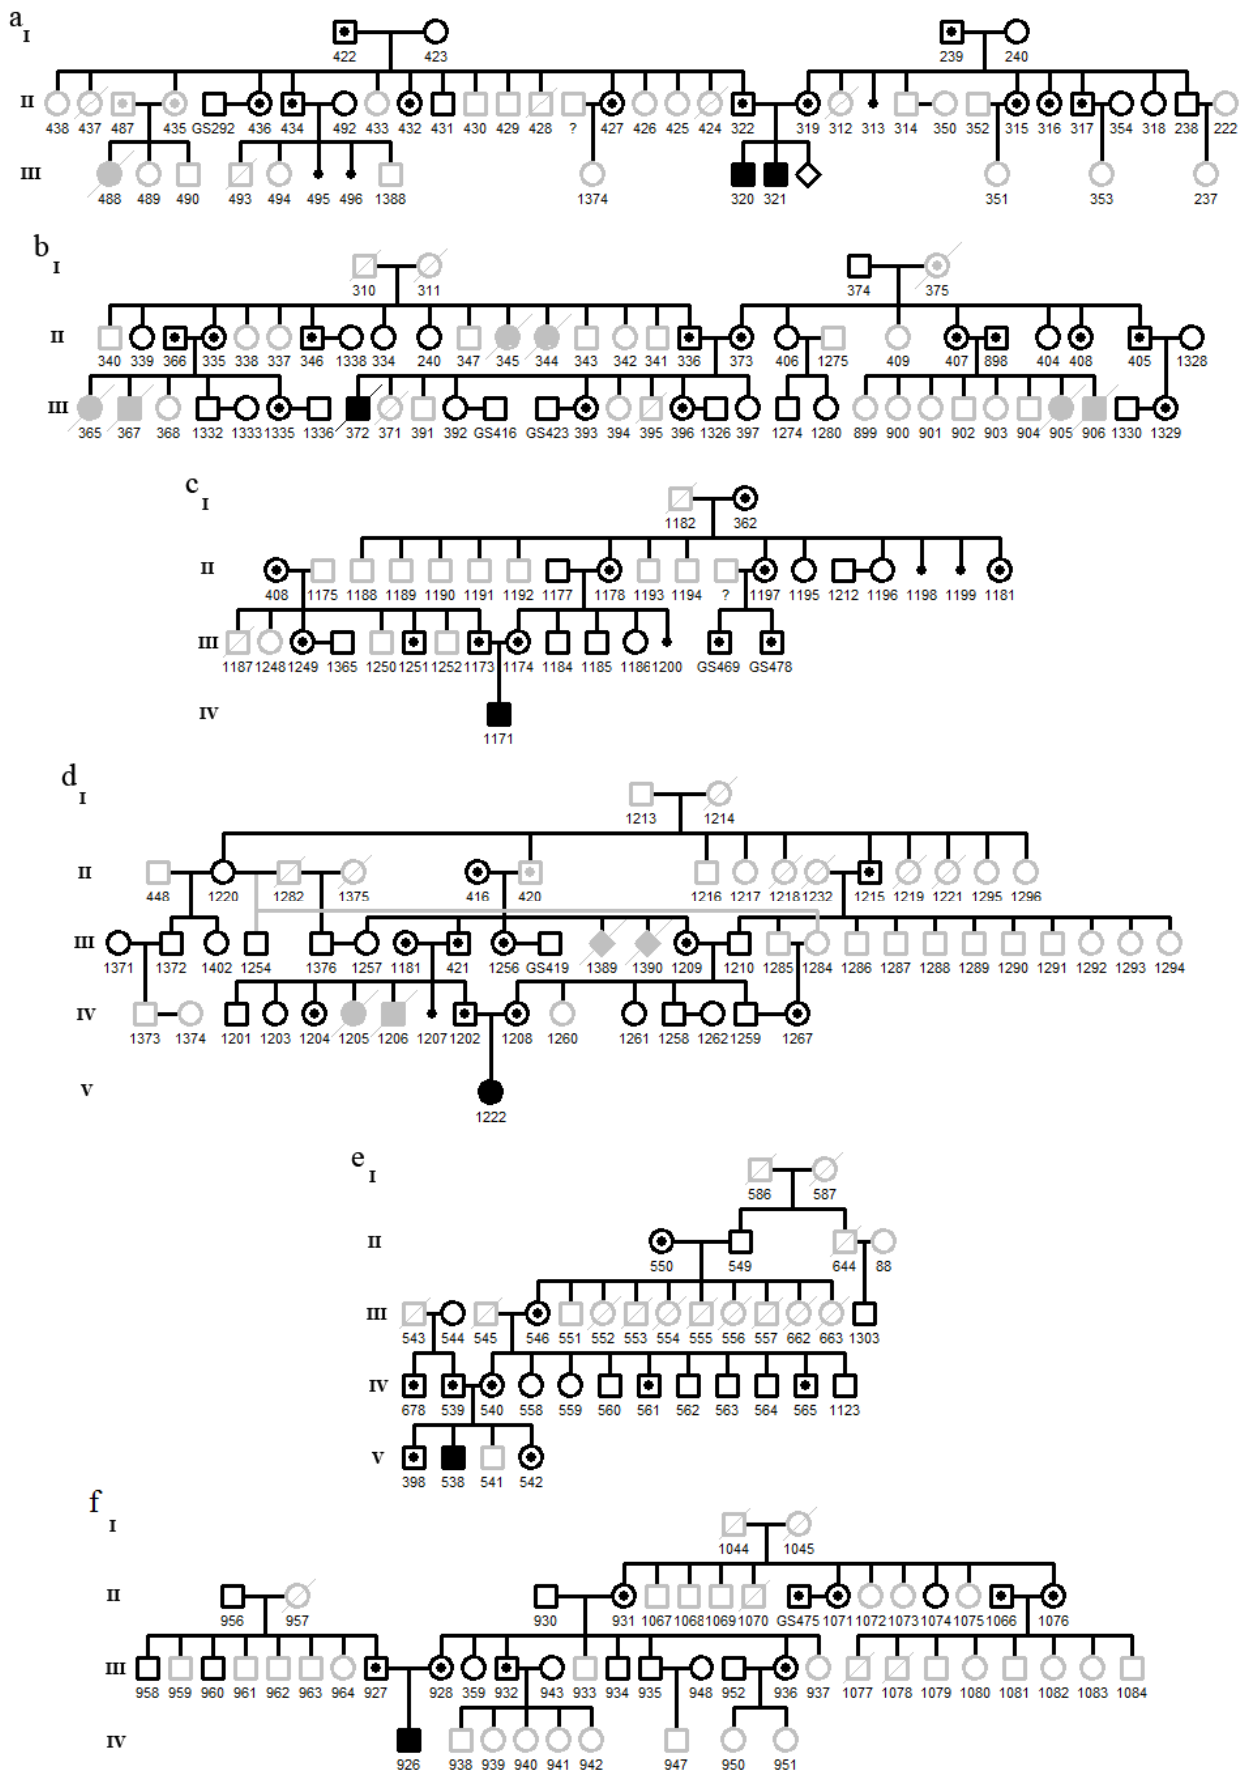 a
I
422 423 239 240
II
438 437 487 435 GS292 436 434 492 433 432 431 430 429 428 ? 427 426 425 424 322 319 312 313 314 350 352 315 316 317 354 318 238 222
III
488 489 490 493 494 495 496 1388 1374 320 321 351 353 237
b
I
310 311 374 375
II
340 339 366 335 338 337 346 1338 334 240 347 345 344 343 342 341 336 373 406 1275 409 407 898 404 408 405 1328
III
365 367 368 1332 1333 1335 1336 372 371 391 392 GS416 GS423 393 394 395 396 1326 397 1274 1280 899 900 901 902 903 904 905 906 1330 1329
c
I
1182 362
II
408 1175 1188 1189 1190 1191 1192 1177 1178 1193 1194 ? 1197 1195 1212 1196 1198 1199 1181
III
1187 1248 1249 1365 1250 1251 1252 1173 1174 1184 1185 1186 1200 GS469 GS478
IV
1171
d
I
1213 1214
II
448 1220 1282 1375 416 420 1216 1217 1218 1232 1215 1219 1221 1295 1296
III
1371 1372 1402 1254 1376 1257 1181 421 1256 GS419 1389 1390 1209 1210 1285 1284 1286 1287 1288 1289 1290 1291 1292 1293 1294
IV
1373 1374 1201 1203 1204 1205 1206 1207 1202 1208 1260 1261 1258 1262 1259 1267
V
1222
e
I
586 587
II
550 549 644 88
III
543 544 545 546 551 552 553 554 555 556 557 662 663 1303
IV
678 539 540 558 559 560 561 562 563 564 565 1123
V
398 538 541 542
f
I
1044 1045
II
956 957 930 931 1067 1068 1069 1070 GS475 1071 1072 1073 1074 1075 1066 1076
III
958 959 960 961 962 963 964 927 928 359 932 943 933 934 935 948 952 936 937 1077 1078 1079 1080 1081 1082 1083 1084
IV
926 938 939 940 941 942 947 950 951